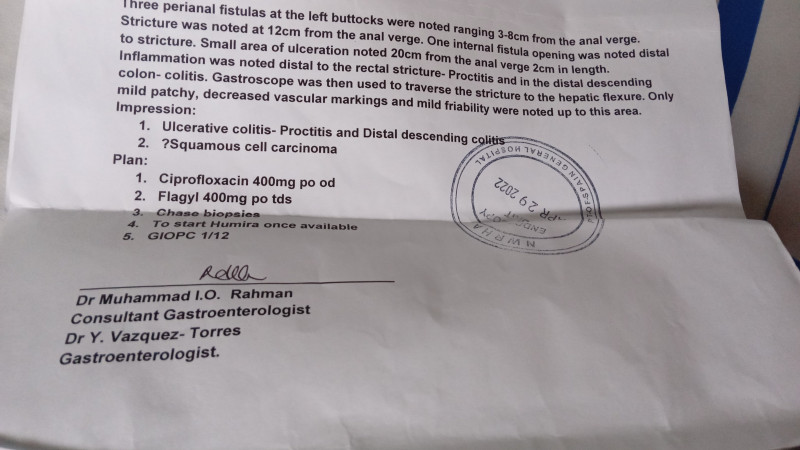 Three perianal fistulas at the left buttocks were noted ranging 3-8cm from the anal verge.
Stricture was noted at 12cm from the anal verge. One internal fistula opening was noted distal
to stricture. Small area of ulceration noted 20cm from the anal verge 2cm in length.
Inflammation was noted distal to the rectal stricture- Proctitis and in the distal descending
colon- colitis. Gastroscope was then used to traverse the stricture to the hepatic flexure. Only
mild patchy, decreased vascular markings and mild friability were noted up to this area.
Impression:
1. Ulcerative colitis- Proctitis and Distal descending colitis
2. ?Squamous cell carcinoma
Plan:
1. Ciprofloxacin 400mg po od
2. Flagyl 400mg po tds
3. Chase biopsies
4. To start Humira once available
5. GIOPC 1/12
Dr Muhammad I.O. Rahman
Consultant Gastroenterologist
Dr Y. Vazquez- Torres
Gastroenterologist.
NWRHA
PR 29 2022
SPAIN GENERAL HOSPITAL